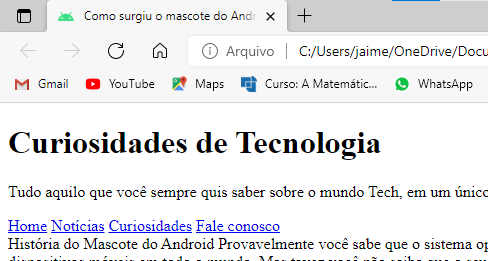 Como surgiu o mascote do Andr
Arquivo C:/Users/jaime/OneDrive/Docu
Gmail YouTube Maps Curso: A Matemátic... WhatsApp
Curiosidades de Tecnologia
Tudo aquilo que você sempre quis saber sobre o mundo Tech, em um único
Home Notícias Curiosidades Fale conosco
História do Mascote do Android Provavelmente você sabe que o sistema op